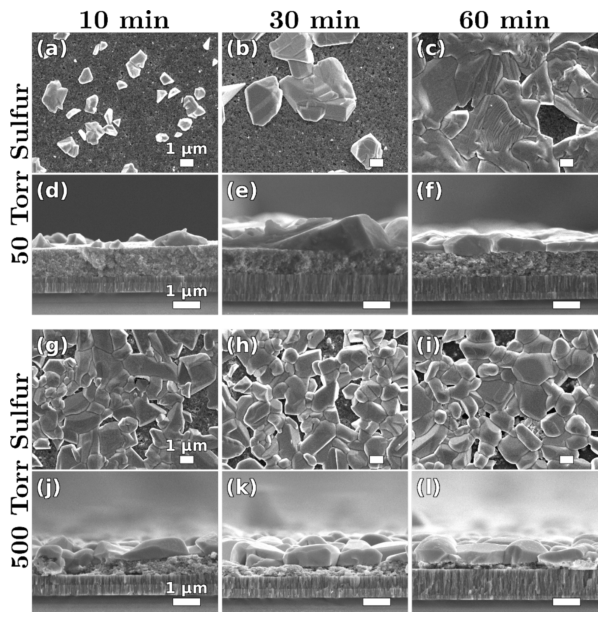 10 min 30 min 60 min
50 Torr Sulfur
(a) (b) (c)
1 μm
(d) (e) (f)
1 μm
500 Torr Sulfur
(g) (h) (i)
1 μm
(j) (k) (l)
1 μm